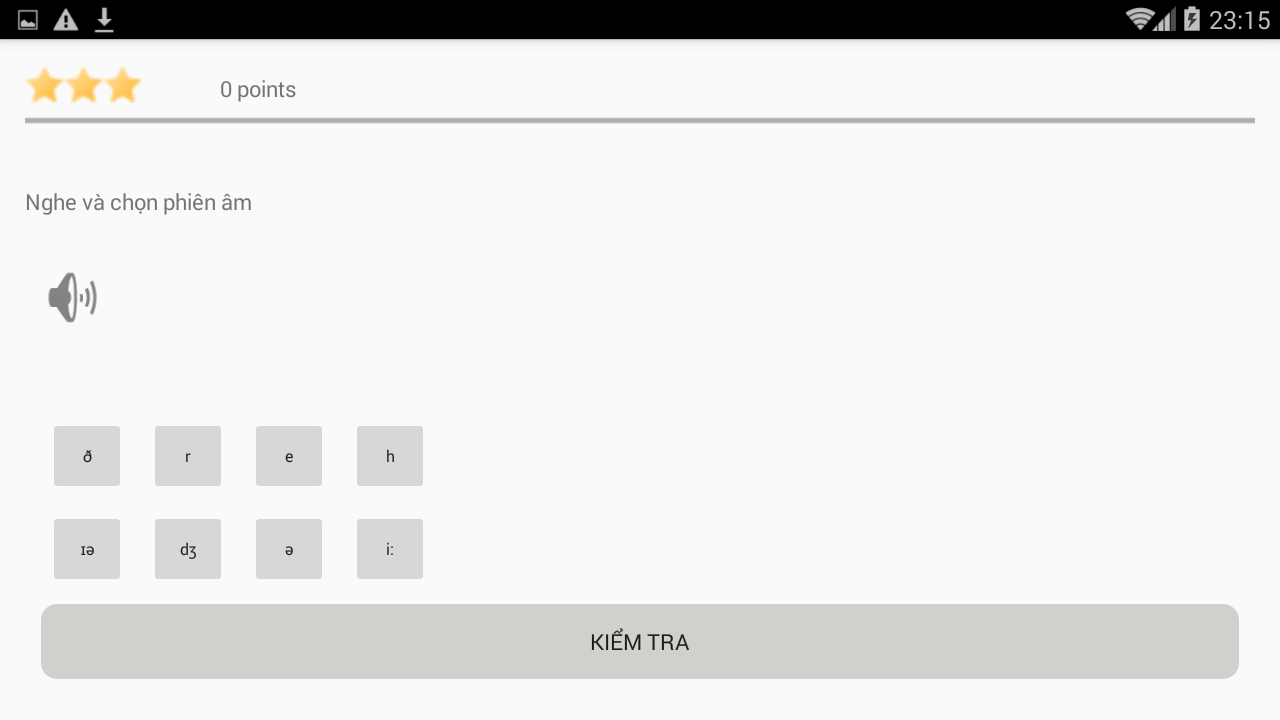 23:15
0 points
Nghe và chọn phiên âm
ð r e h
ɪə dʒ ə i:
KIỂM TRA